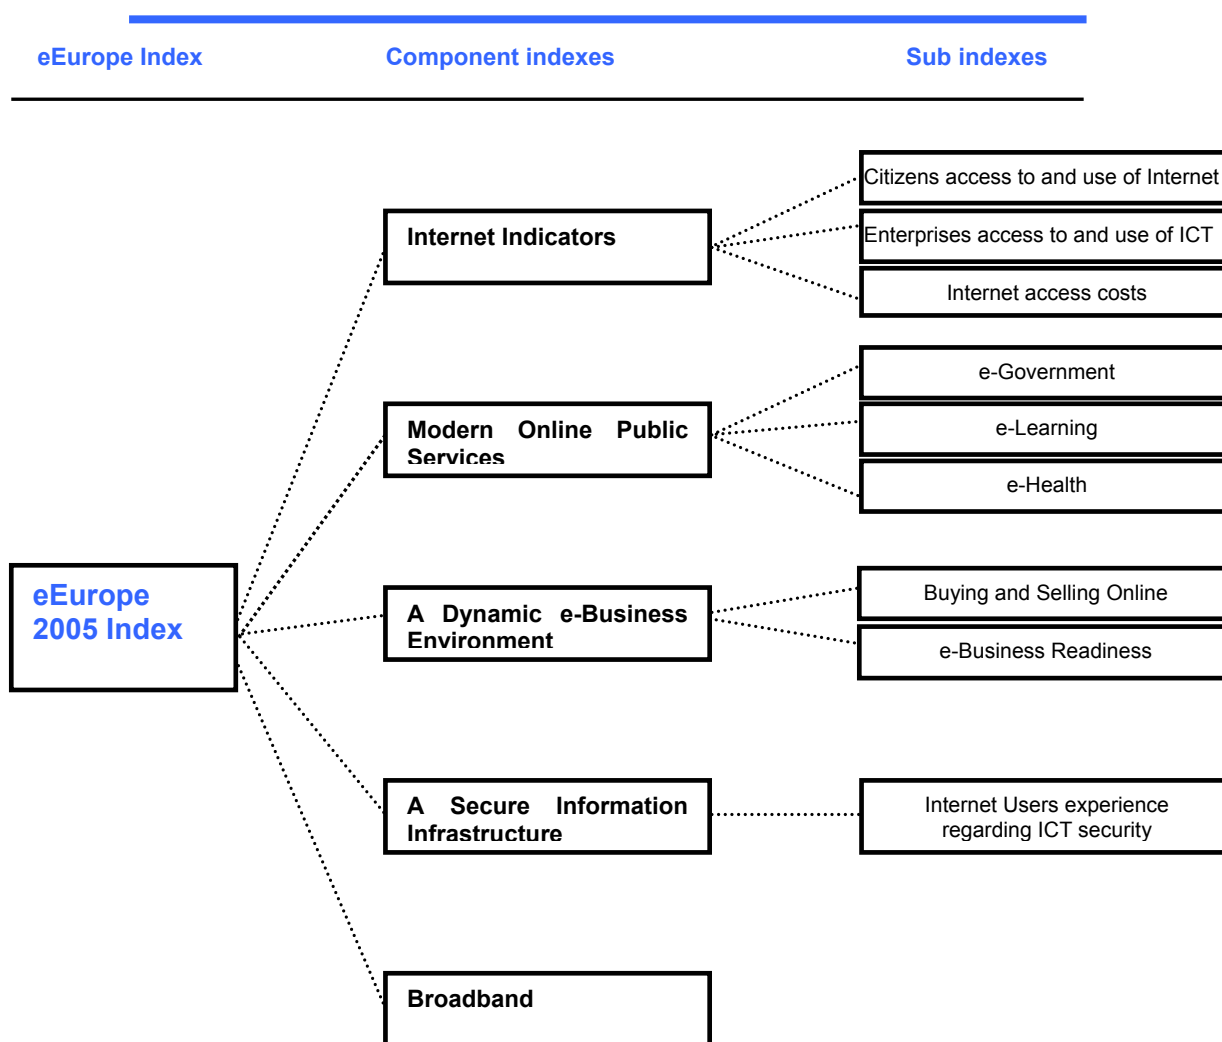 eEurope Index
Component indexes
Sub indexes
Citizens access to and use of Internet
Internet Indicators
Enterprises access to and use of ICT
Internet access costs
e-Government
Modern Online Public
Services
e-Learning
e-Health
eEurope
2005 Index
A Dynamic e-Business
Environment
Buying and Selling Online
e-Business Readiness
A Secure Information
Infrastructure
Internet Users experience
regarding ICT security
Broadband